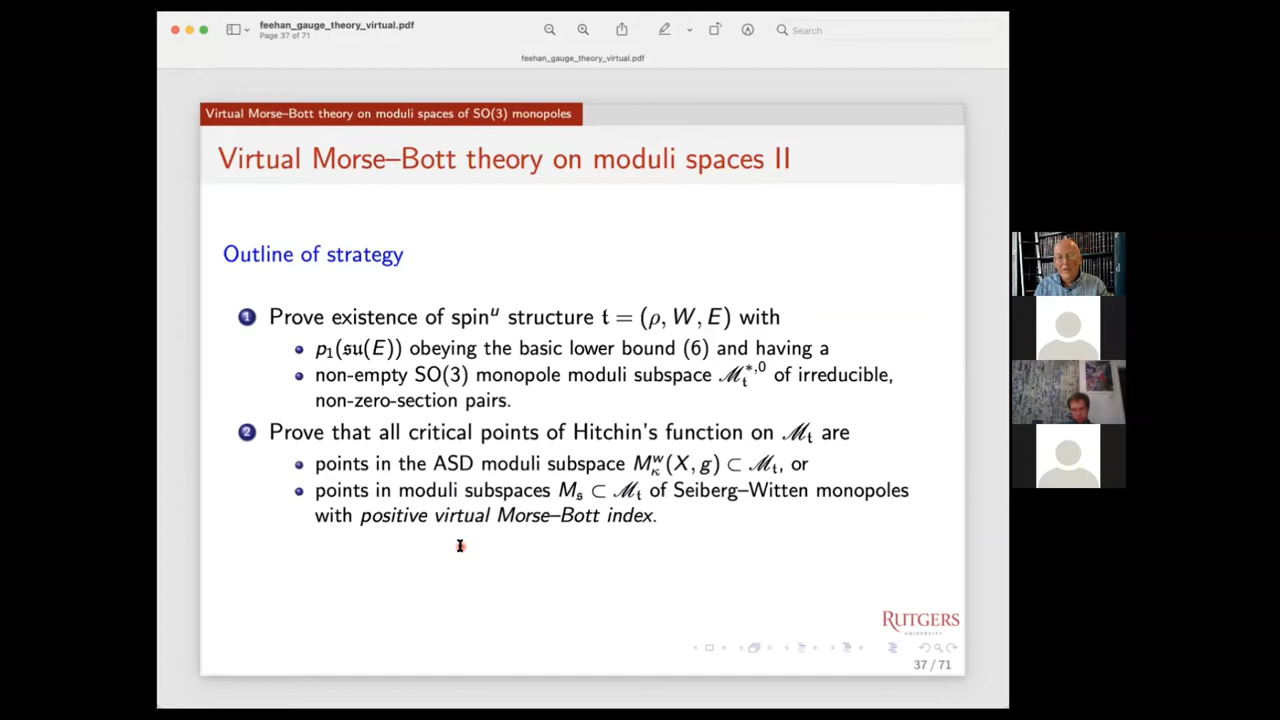 feehan_gauge_theory_virtual.pdf
Page 37 of 71
Search
feehan_gauge_theory_virtual.pdf
Virtual Morse–Bott theory on moduli spaces of SO(3) monopoles
Virtual Morse–Bott theory on moduli spaces II
Outline of strategy
1 Prove existence of spinᵘ structure 𝔱 = (ρ, W, E) with
• p₁(𝔰𝔲(E)) obeying the basic lower bound (6) and having a
• non-empty SO(3) monopole moduli subspace ℳ_𝔱^{*,0} of irreducible,
non-zero-section pairs.
2 Prove that all critical points of Hitchin's function on ℳ_𝔱 are
• points in the ASD moduli subspace M_κ^w(X, g) ⊂ ℳ_𝔱, or
• points in moduli subspaces M_𝔰 ⊂ ℳ_𝔱 of Seiberg–Witten monopoles
with positive virtual Morse–Bott index.
RUTGERS
UNIVERSITY
37 / 71